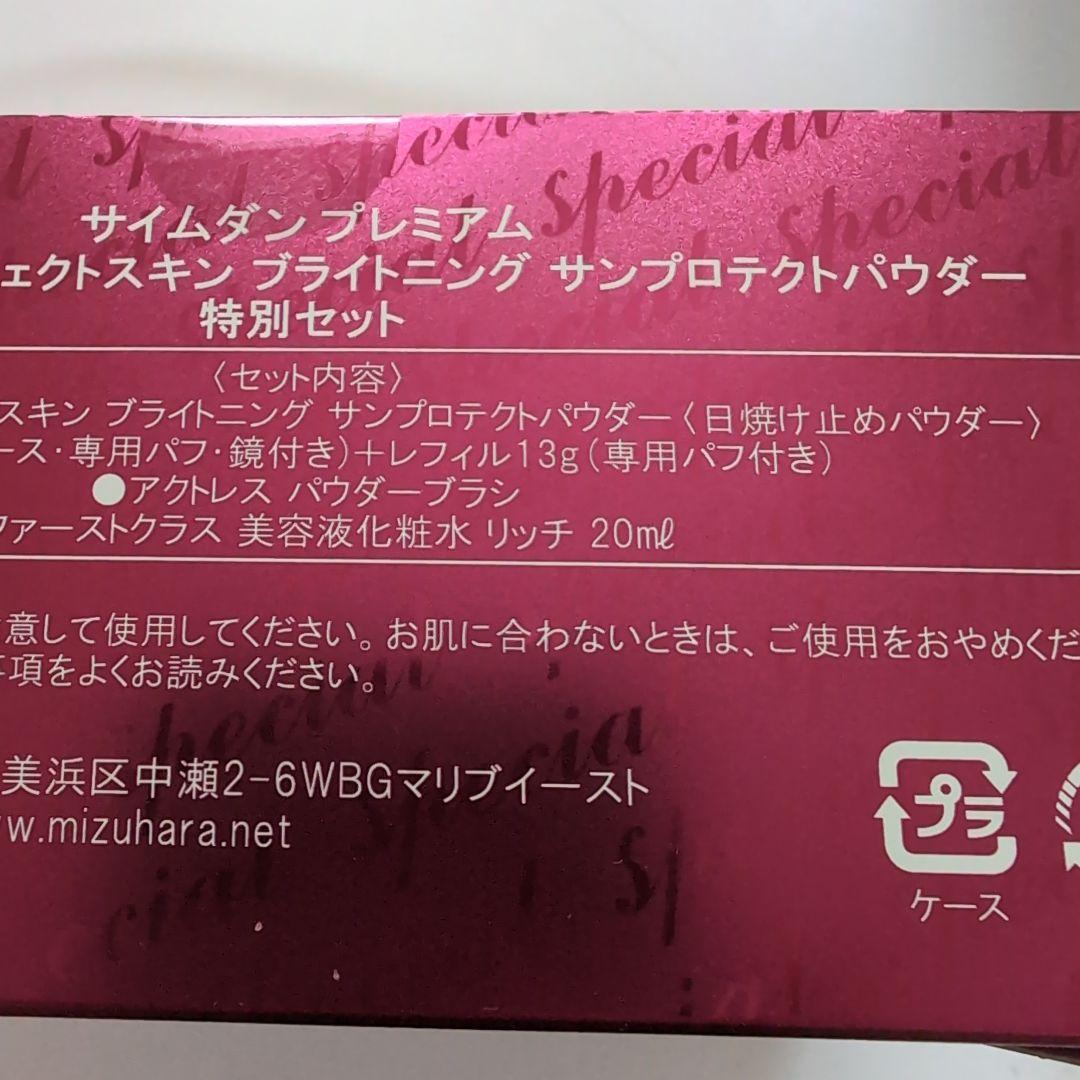 サイムダン プレミアム
ェクトスキン ブライトニング サンプロテクトパウダー
特別セット
〈セット内容〉
スキン ブライトニング サンプロテクトパウダー〈日焼け止めパウダー〉
ース・専用パフ・鏡付き)+レフィル13g(専用パフ付き)
●アクトレス パウダーブラシ
ファーストクラス 美容液化粧水 リッチ 20mℓ
意して使用してください。お肌に合わないときは、ご使用をおやめくだ
事項をよくお読みください。
美浜区中瀬2-6WBGマリブイースト
w.mizuhara.net
プラ
ケース
Special
Special
Special